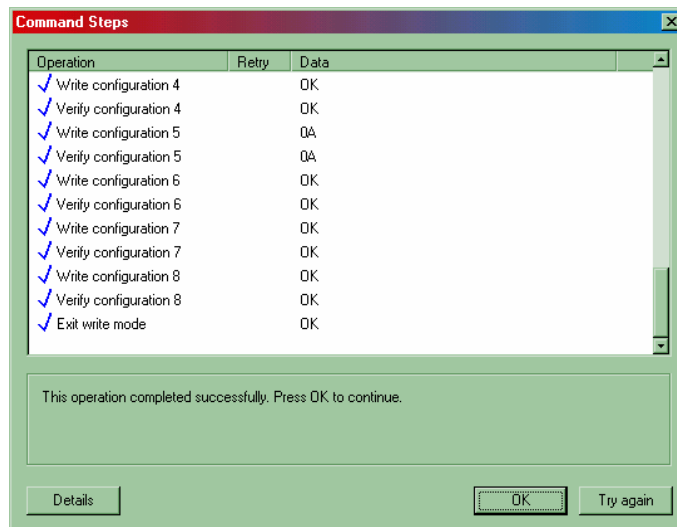 Command Steps
Operation Retry Data
Write configuration 4 OK
Verify configuration 4 OK
Write configuration 5 0A
Verify configuration 5 0A
Write configuration 6 OK
Verify configuration 6 OK
Write configuration 7 OK
Verify configuration 7 OK
Write configuration 8 OK
Verify configuration 8 OK
Exit write mode OK
This operation completed successfully. Press OK to continue.
Details OK Try again